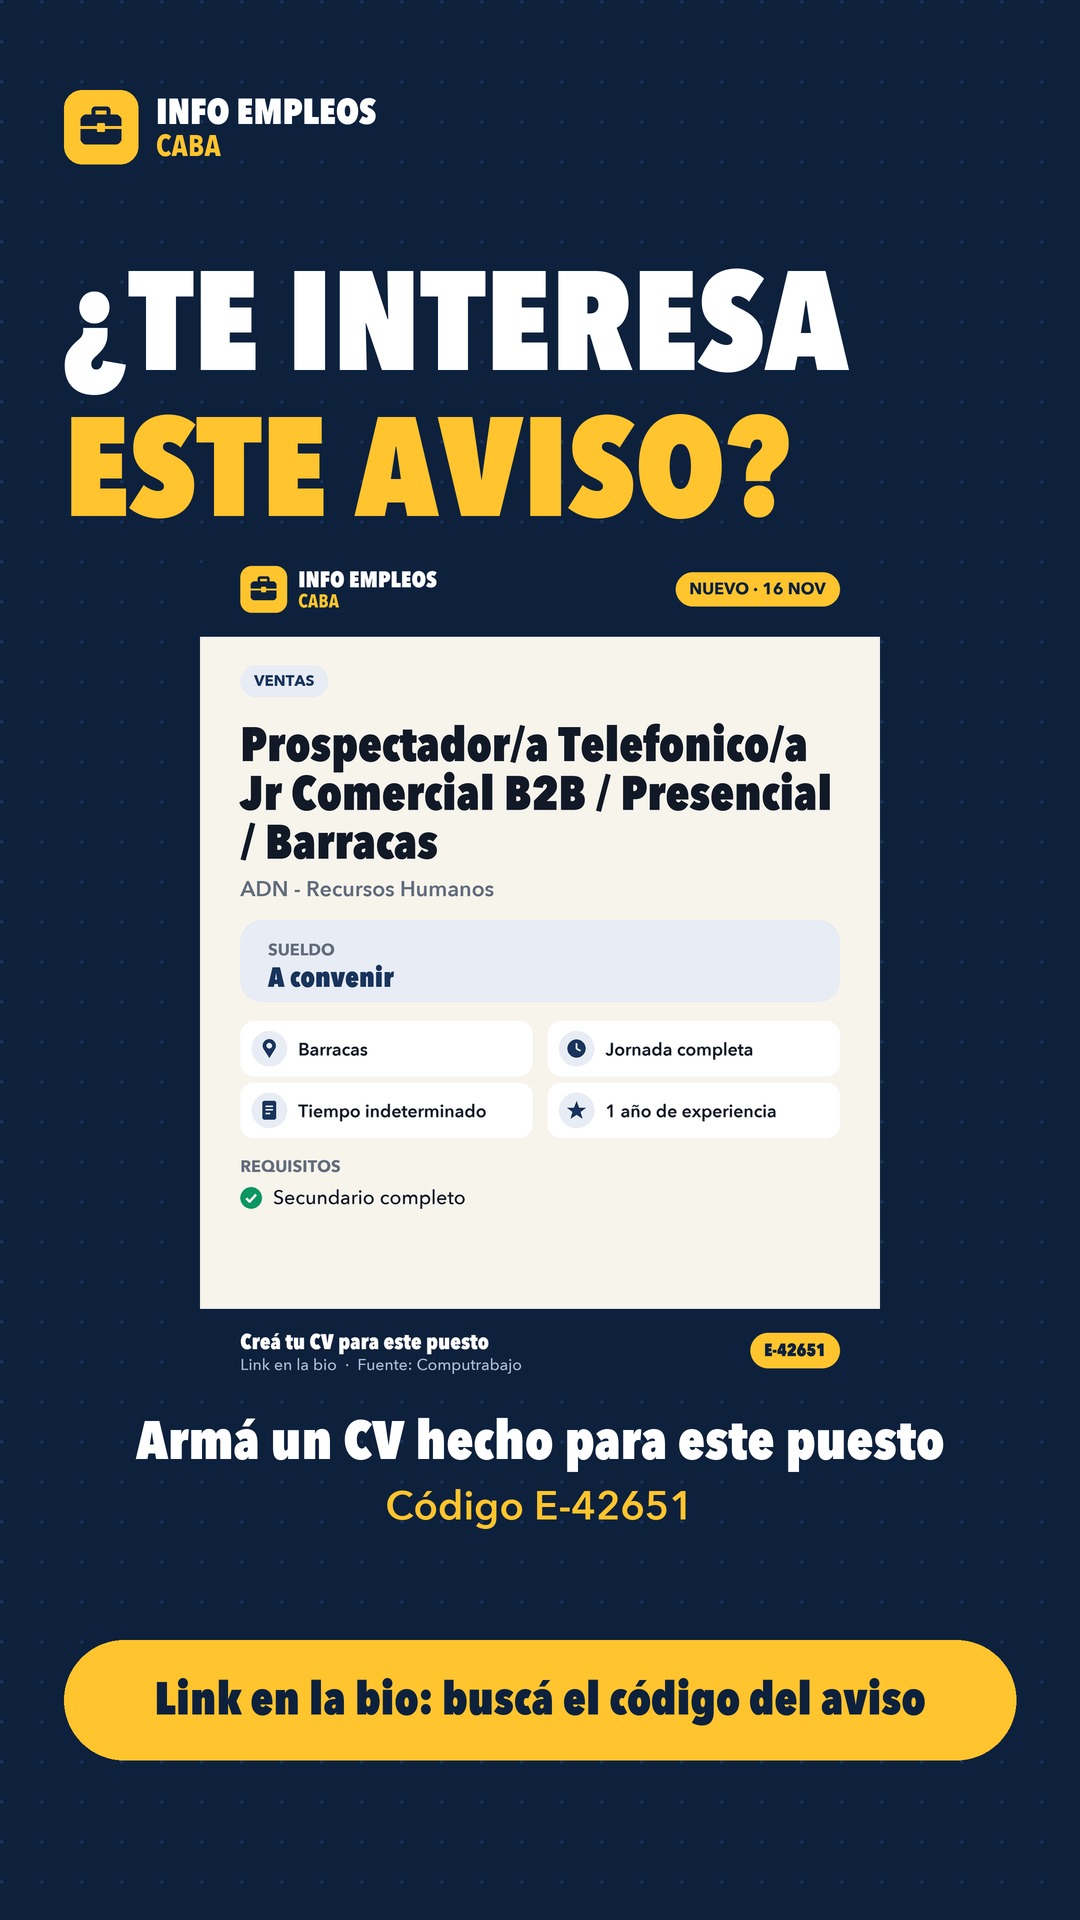 INFO EMPLEOS
CABA
¿TE INTERESA
ESTE AVISO?
INFO EMPLEOS
CABA
NUEVO · 16 NOV
VENTAS
Prospectador/a Telefonico/a
Jr Comercial B2B / Presencial
/ Barracas
ADN - Recursos Humanos
SUELDO
A convenir
Barracas
Jornada completa
Tiempo indeterminado
1 año de experiencia
REQUISITOS
Secundario completo
Creá tu CV para este puesto
Link en la bio · Fuente: Computrabajo
E-42651
Armá un CV hecho para este puesto
Código E-42651
Link en la bio: buscá el código del aviso